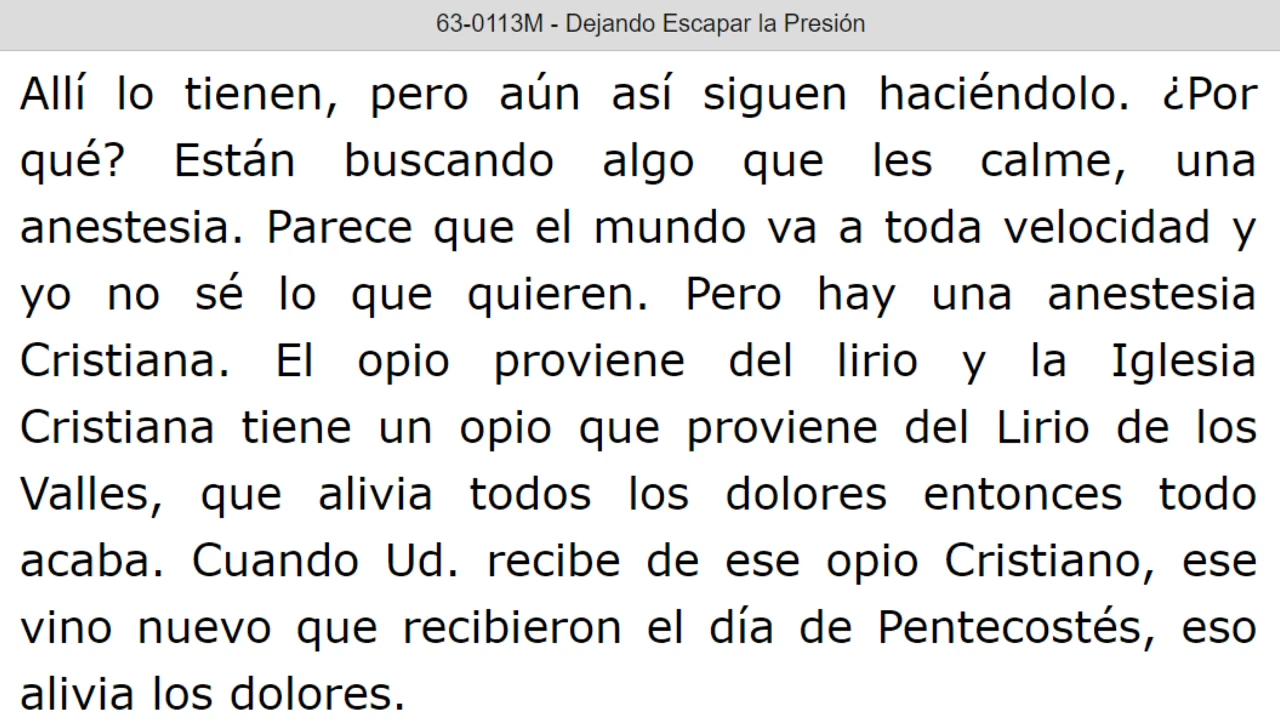 63-0113M - Dejando Escapar la Presión
Allí lo tienen, pero aún así siguen haciéndolo. ¿Por
qué? Están buscando algo que les calme, una
anestesia. Parece que el mundo va a toda velocidad y
yo no sé lo que quieren. Pero hay una anestesia
Cristiana. El opio proviene del lirio y la Iglesia
Cristiana tiene un opio que proviene del Lirio de los
Valles, que alivia todos los dolores entonces todo
acaba. Cuando Ud. recibe de ese opio Cristiano, ese
vino nuevo que recibieron el día de Pentecostés, eso
alivia los dolores.